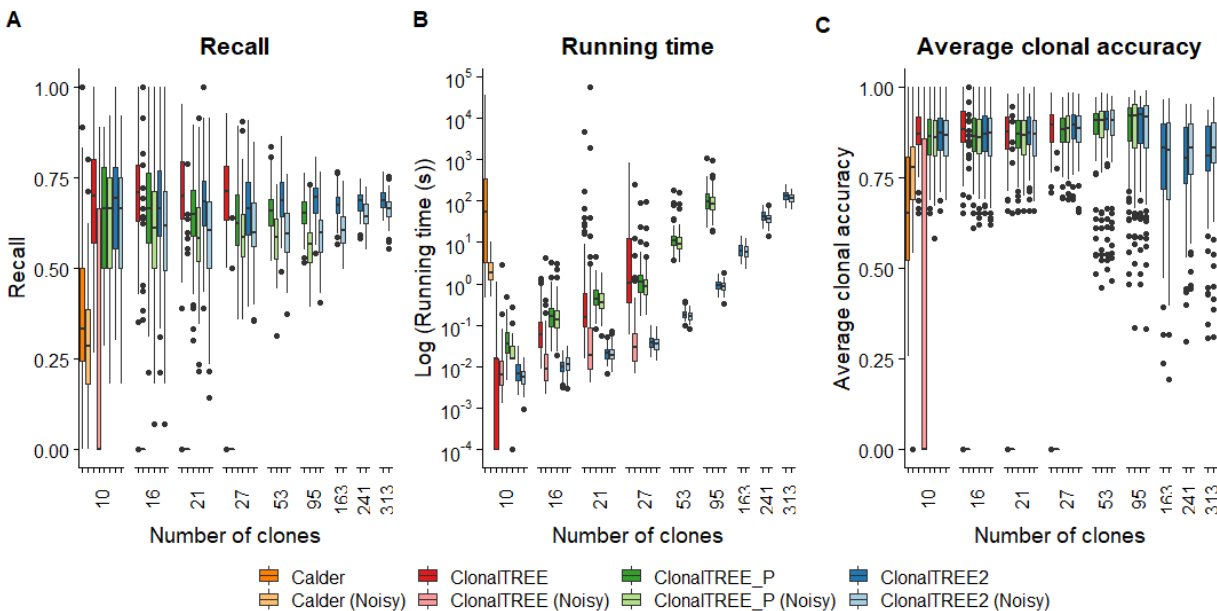 A
Recall
Recall
1.00
0.75
0.50
0.25
0.00
10 16 21 27 53 95 163 241 313
Number of clones
B
Running time
Log (Running time (s))
10^5
10^4
10^3
10^2
10^1
10^0
10^-1
10^-2
10^-3
10^-4
10 16 21 27 53 95 163 241 313
Number of clones
C
Average clonal accuracy
Average clonal accuracy
1.00
0.75
0.50
0.25
0.00
10 16 21 27 53 95 163 241 313
Number of clones
Calder ClonalTREE ClonalTREE_P ClonalTREE2
Calder (Noisy) ClonalTREE (Noisy) ClonalTREE_P (Noisy) ClonalTREE2 (Noisy)